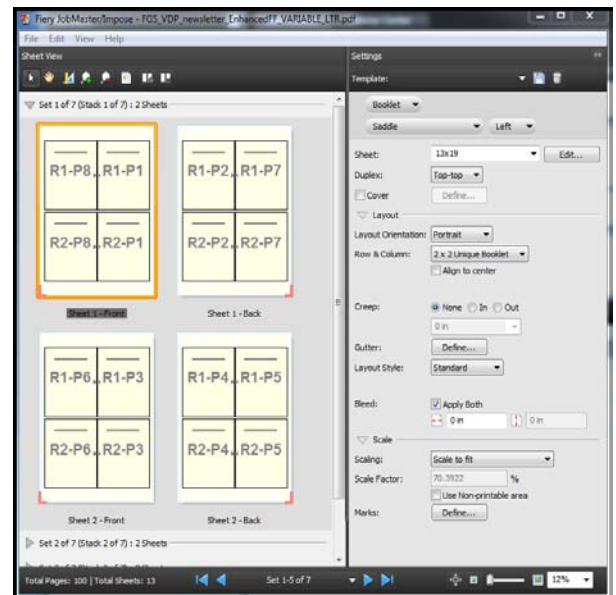 Fiery JobMaster/Impose - FGS_VDP_newsletter_EnhancedFF_VARIABLE_LTR.pdf
File Edit View Help
Sheet View
Set 1 of 7 (Stack 1 of 7) : 2 Sheets
R1-P8 R1-P1
R2-P8 R2-P1
Sheet 1 - Front
R1-P2 R1-P7
R2-P2 R2-P7
Sheet 1 - Back
R1-P6 R1-P3
R2-P6 R2-P3
Sheet 2 - Front
R1-P4 R1-P5
R2-P4 R2-P5
Sheet 2 - Back
Set 2 of 7 (Stack 2 of 7) : 2 Sheets
Settings
Template:
Booklet
Saddle Left
Sheet: 13x19 Edit...
Duplex: Top-top
Cover Define...
Layout
Layout Orientation: Portrait
Row & Column: 2 x 2 Unique Booklet
Align to center
Creep: None In Out
0 in
Gutter: Define...
Layout Style: Standard
Bleed: Apply Both
0 in 0 in
Scale
Scaling: Scale to fit
Scale Factor: 70.3922 %
Use Non-printable area
Marks: Define...
Total Pages: 100 | Total Sheets: 13 Set 1-5 of 7 12%